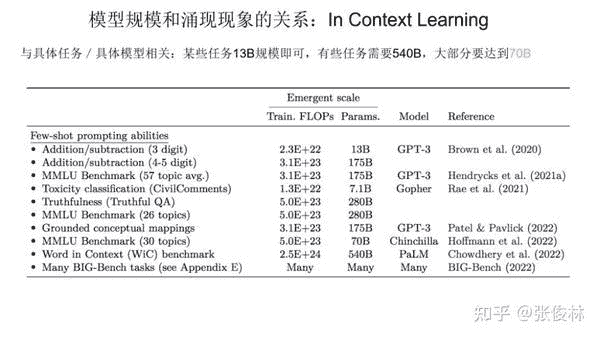 模型规模和涌现现象的关系：In Context Learning
与具体任务 / 具体模型相关：某些任务13B规模即可，有些任务需要540B，大部分要达到70B
Emergent scale
Train. FLOPs Params. Model Reference
Few-shot prompting abilities
• Addition/subtraction (3 digit) 2.3E+22 13B GPT-3 Brown et al. (2020)
• Addition/subtraction (4-5 digit) 3.1E+23 175B
• MMLU Benchmark (57 topic avg.) 3.1E+23 175B GPT-3 Hendrycks et al. (2021a)
• Toxicity classification (CivilComments) 1.3E+22 7.1B Gopher Rae et al. (2021)
• Truthfulness (Truthful QA) 5.0E+23 280B
• MMLU Benchmark (26 topics) 5.0E+23 280B
• Grounded conceptual mappings 3.1E+23 175B GPT-3 Patel & Pavlick (2022)
• MMLU Benchmark (30 topics) 5.0E+23 70B Chinchilla Hoffmann et al. (2022)
• Word in Context (WiC) benchmark 2.5E+24 540B PaLM Chowdhery et al. (2022)
• Many BIG-Bench tasks (see Appendix E) Many Many Many BIG-Bench (2022)
知乎 @张俊林